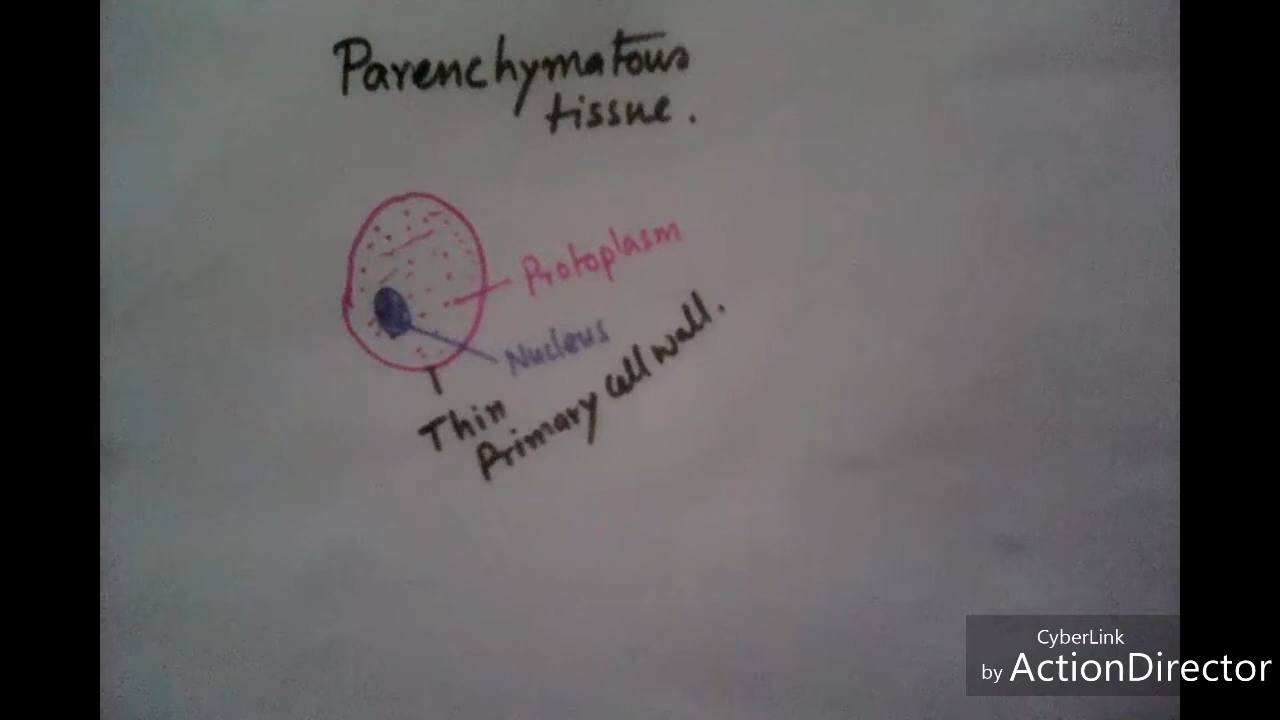 Parenchymatous
tissue.
Protoplasm
Nucleus
Thin
Primary cell wall.
CyberLink
by ActionDirector